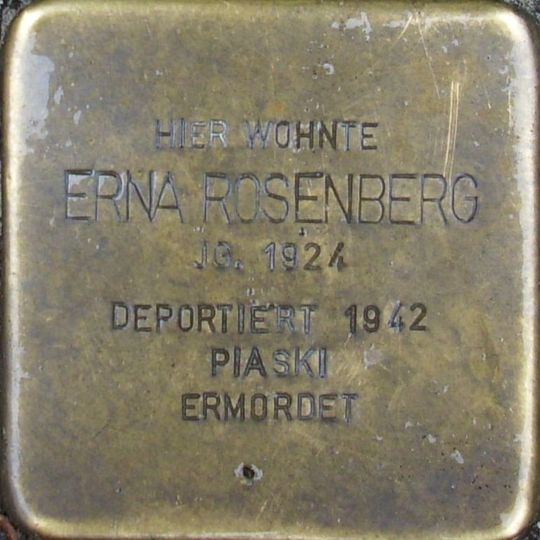 HIER WOHNTE
ERNA ROSENBERG
JG. 1924
DEPORTIERT 1942
PIASKI
ERMORDET